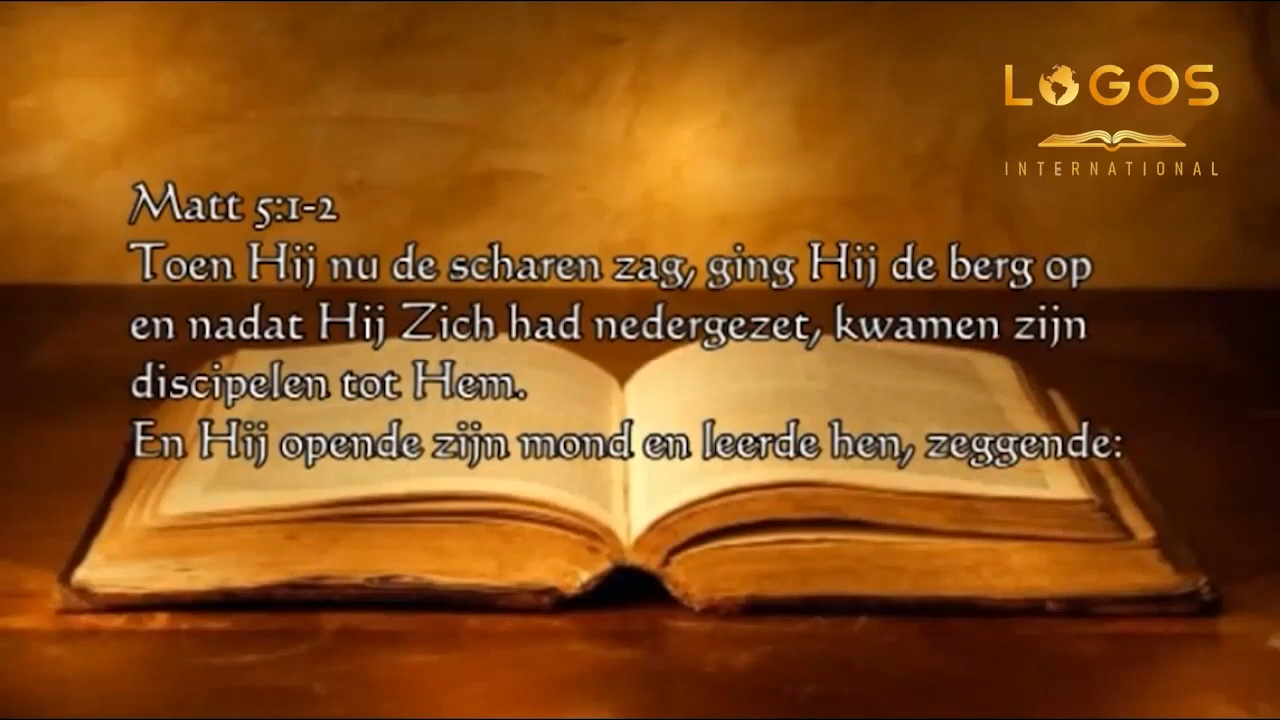 LOGOS
INTERNATIONAL
Matt 5:1-2
Toen Hij nu de scharen zag, ging Hij de berg op
en nadat Hij Zich had nedergezet, kwamen zijn
discipelen tot Hem.
En Hij opende zijn mond en leerde hen, zeggende: